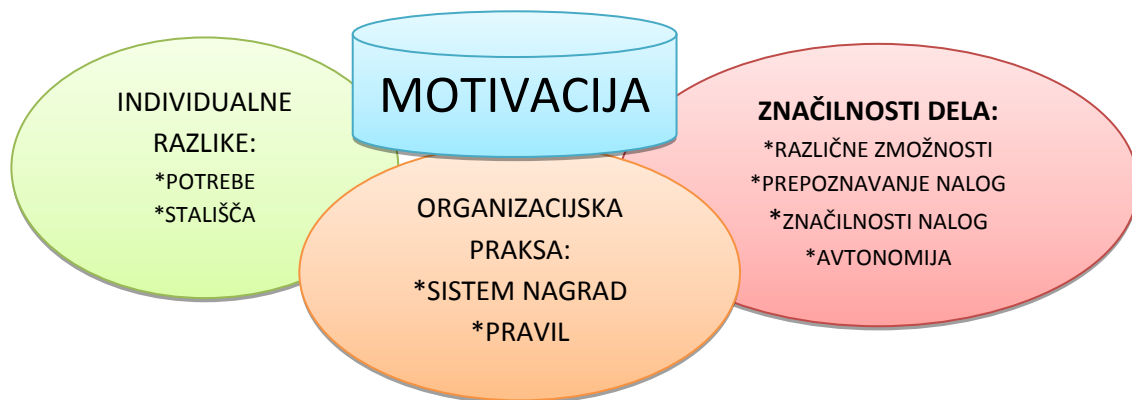 MOTIVACIJA
INDIVIDUALNE
RAZLIKE:
*POTREBE
*STALIŠČA
ORGANIZACIJSKA
PRAKSA:
*SISTEM NAGRAD
*PRAVIL
ZNAČILNOSTI DELA:
*RAZLIČNE ZMOŽNOSTI
*PREPOZNAVANJE NALOG
*ZNAČILNOSTI NALOG
*AVTONOMIJA